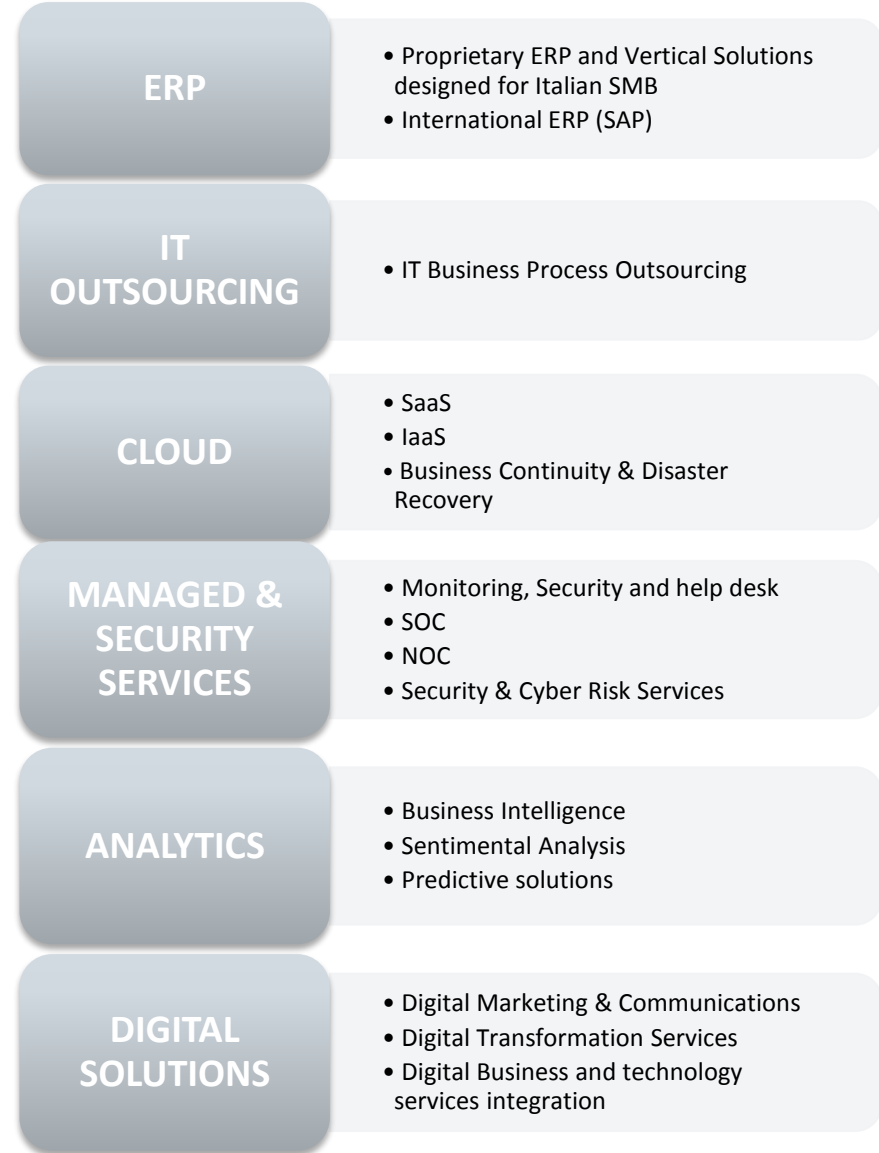 ERP
• Proprietary ERP and Vertical Solutions
designed for Italian SMB
• International ERP (SAP)
IT
OUTSOURCING
• IT Business Process Outsourcing
CLOUD
• SaaS
• IaaS
• Business Continuity & Disaster
Recovery
MANAGED &
SECURITY
SERVICES
• Monitoring, Security and help desk
• SOC
• NOC
• Security & Cyber Risk Services
ANALYTICS
• Business Intelligence
• Sentimental Analysis
• Predictive solutions
DIGITAL
SOLUTIONS
• Digital Marketing & Communications
• Digital Transformation Services
• Digital Business and technology
services integration